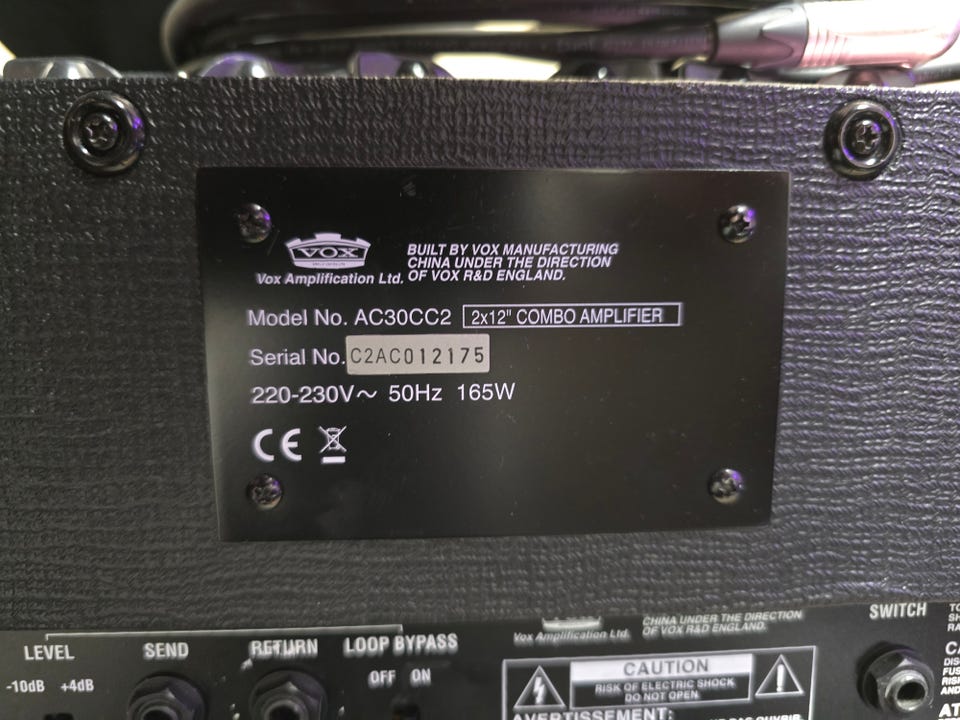 VOX
Vox Amplification Ltd.
BUILT BY VOX MANUFACTURING
CHINA UNDER THE DIRECTION
OF VOX R&D ENGLAND.
Model No. AC30CC2 2x12" COMBO AMPLIFIER
Serial No. C2AC012175
220-230V～ 50Hz 165W
CE
LEVEL
-10dB +4dB
SEND
RETURN
LOOP BYPASS
OFF ON
Vox Amplification Ltd.
CHINA UNDER THE DIRECTION
OF VOX R&D ENGLAND.
CAUTION
RISK OF ELECTRIC SHOCK
DO NOT OPEN
AVERTISSEMENT:
SWITCH